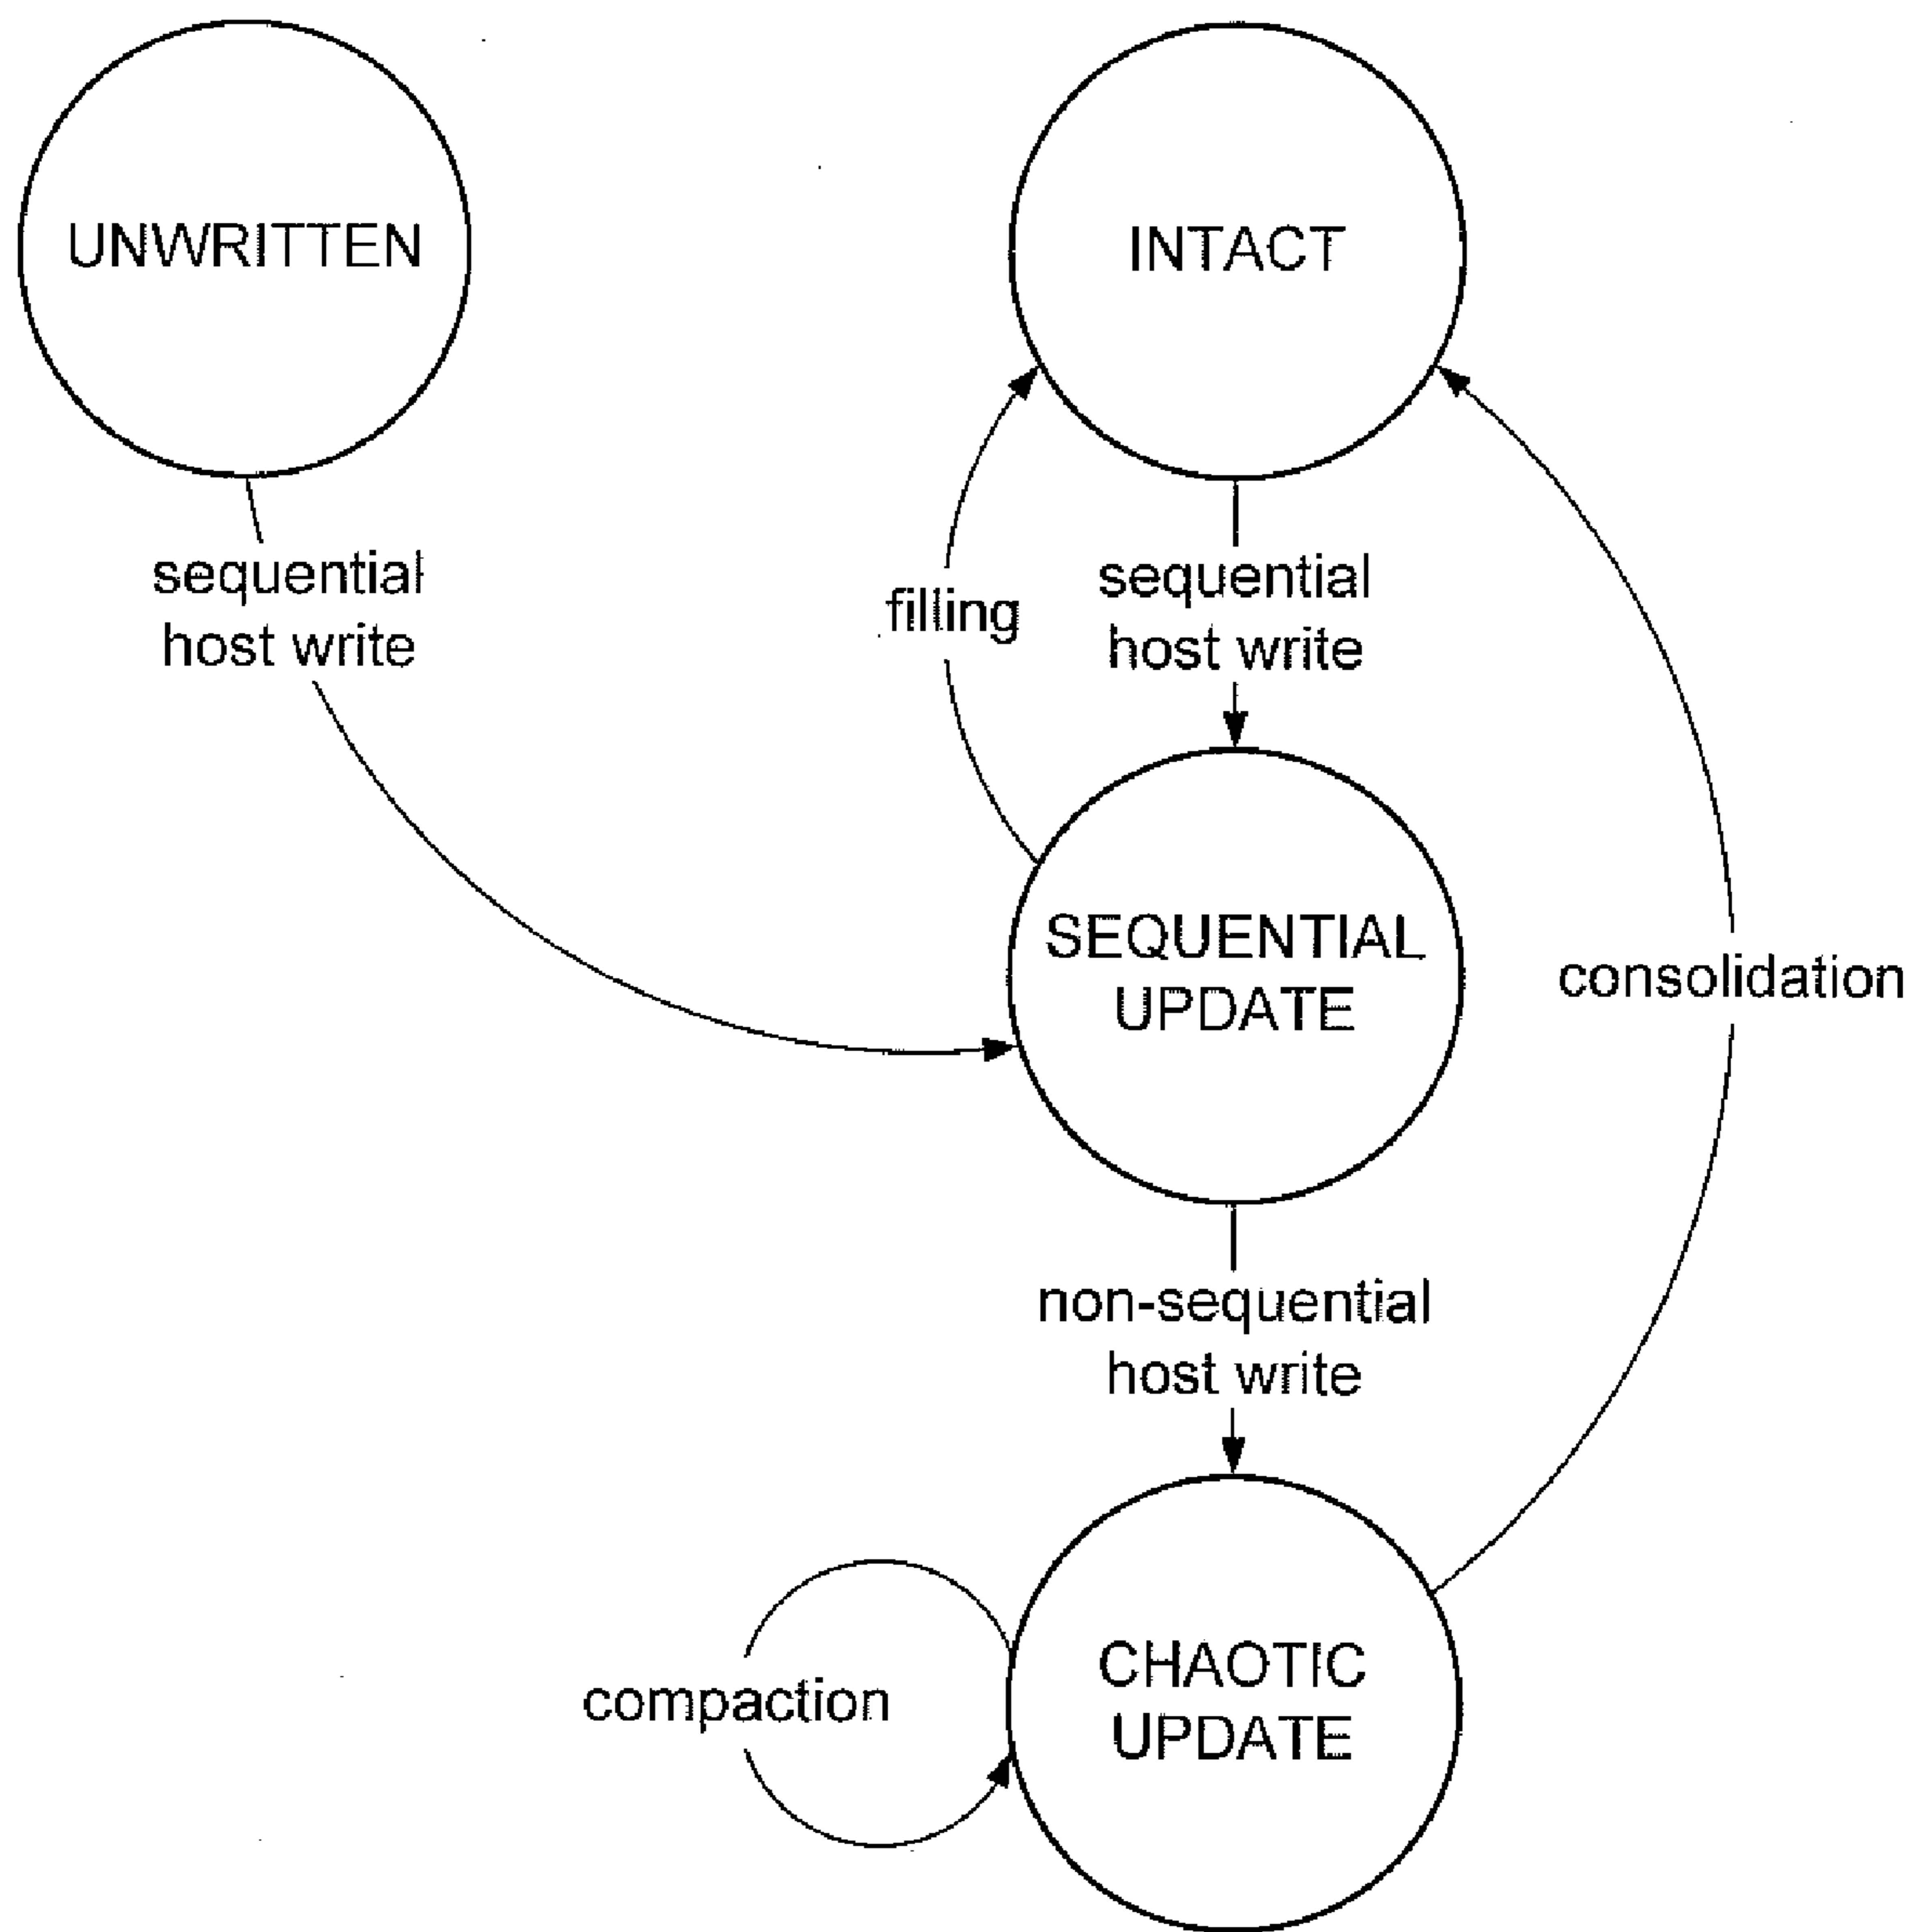 UNWRITTEN
INTACT
sequential
host write
filling
sequential
host write
SEQUENTIAL
UPDATE
consolidation
non-sequential
host write
compaction
CHAOTIC
UPDATE